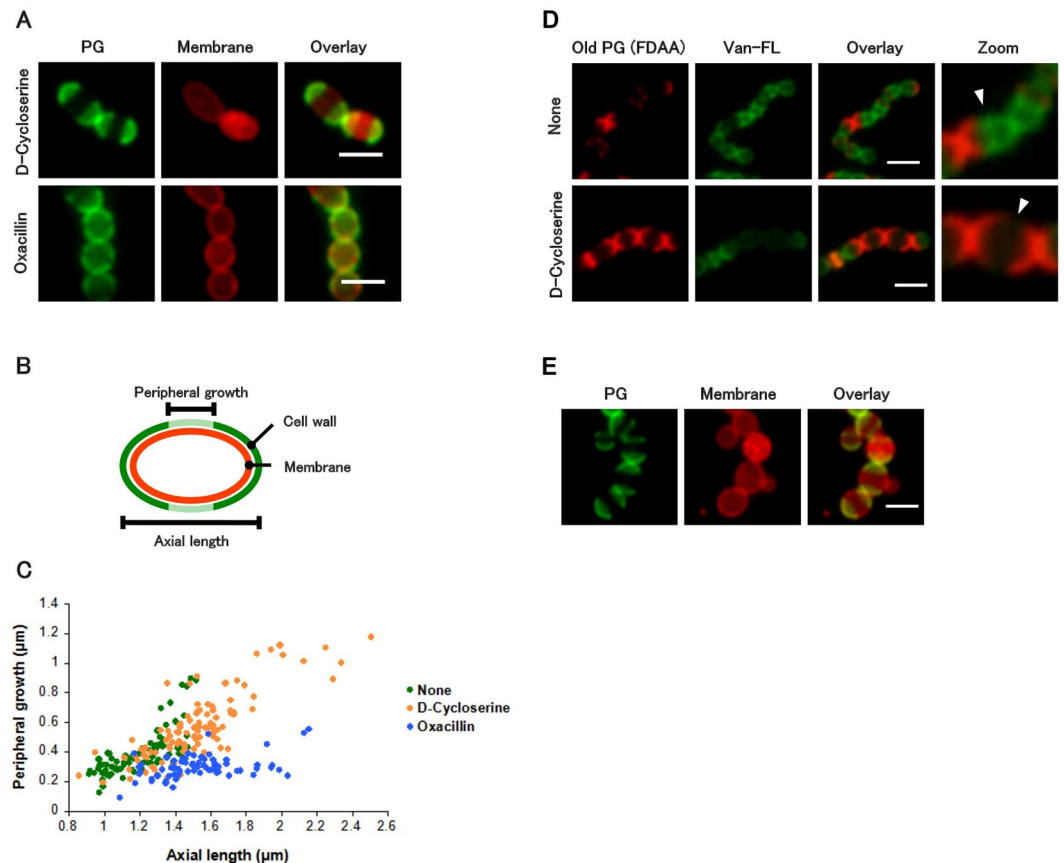 A
PG Membrane Overlay
D-Cycloserine
Oxacillin
B
Peripheral growth
Cell wall
Membrane
Axial length
C
Peripheral growth (µm)
1.4
1.2
1
0.8
0.6
0.4
0.2
0
0.8 1 1.2 1.4 1.6 1.8 2 2.2 2.4 2.6
Axial length (µm)
None
D-Cycloserine
Oxacillin
D
Old PG (FDAA) Van-FL Overlay Zoom
None
D-Cycloserine
E
PG Membrane Overlay